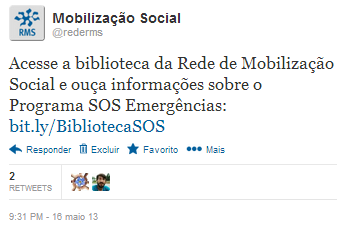 RMS
Mobilização Social
@rederms
Acesse a biblioteca da Rede de Mobilização
Social e ouça informações sobre o
Programa SOS Emergências:
bit.ly/BibliotecaSOS
Responder Excluir Favorito Mais
2
RETWEETS
9:31 PM - 16 maio 13